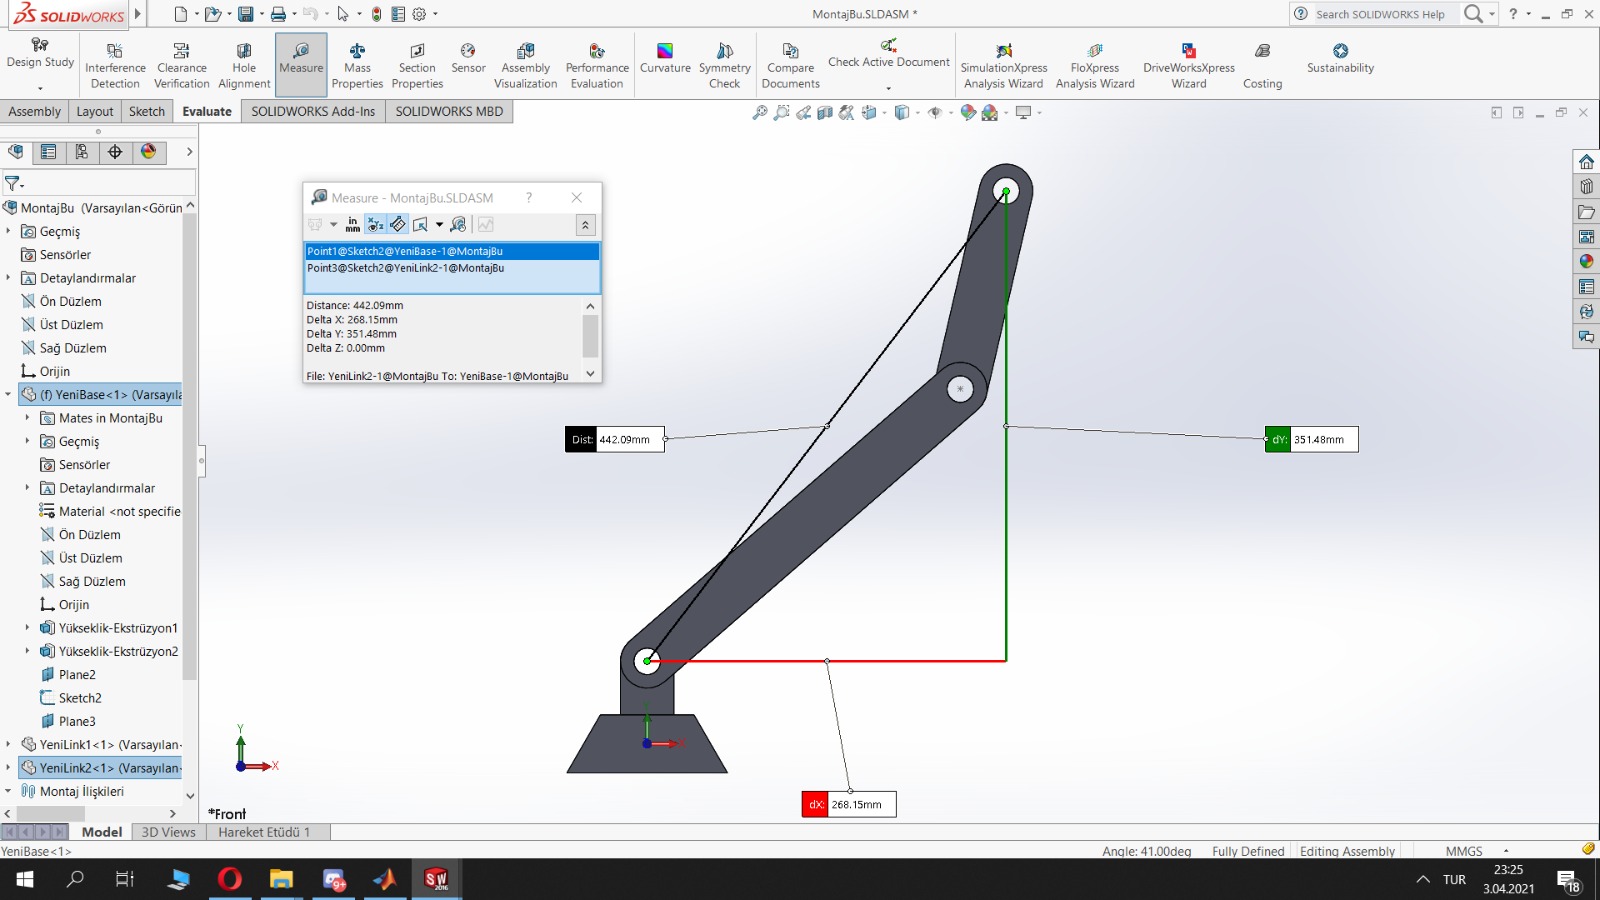 SOLIDWORKS
MontajBu.SLDASM *
Search SOLIDWORKS Help
?
Design Study
Interference Detection
Clearance Verification
Hole Alignment
Measure
Mass Properties
Section Properties
Sensor
Assembly Visualization
Performance Evaluation
Curvature
Symmetry Check
Compare Documents
Check Active Document
SimulationXpress Analysis Wizard
FloXpress Analysis Wizard
DriveWorksXpress Wizard
Costing
Sustainability
Assembly
Layout
Sketch
Evaluate
SOLIDWORKS Add-Ins
SOLIDWORKS MBD
MontajBu (Varsayılan<Görün
Geçmiş
Sensörler
Detaylandırmalar
Ön Düzlem
Üst Düzlem
Sağ Düzlem
Orijin
(f) YeniBase<1> (Varsayıla
Mates in MontajBu
Geçmiş
Sensörler
Detaylandırmalar
Material <not specifie
Ön Düzlem
Üst Düzlem
Sağ Düzlem
Orijin
Yükseklik-Ekstrüzyon1
Yükseklik-Ekstrüzyon2
Plane2
Sketch2
Plane3
YeniLink1<1> (Varsayılan
YeniLink2<1> (Varsayılan
Montaj İlişkileri
Measure - MontajBu.SLDASM
?
in mm
Point1@Sketch2@YeniBase-1@MontajBu
Point3@Sketch2@YeniLink2-1@MontajBu
Distance: 442.09mm
Delta X: 268.15mm
Delta Y: 351.48mm
Delta Z: 0.00mm
File: YeniLink2-1@MontajBu To: YeniBase-1@MontajBu
Dist: 442.09mm
dY: 351.48mm
dX: 268.15mm
Y
X
*Front
Model
3D Views
Hareket Etüdü 1
YeniBase<1>
Angle: 41.00deg
Fully Defined
Editing Assembly
MMGS
9+
SW
2016
TUR
23:25
3.04.2021
18